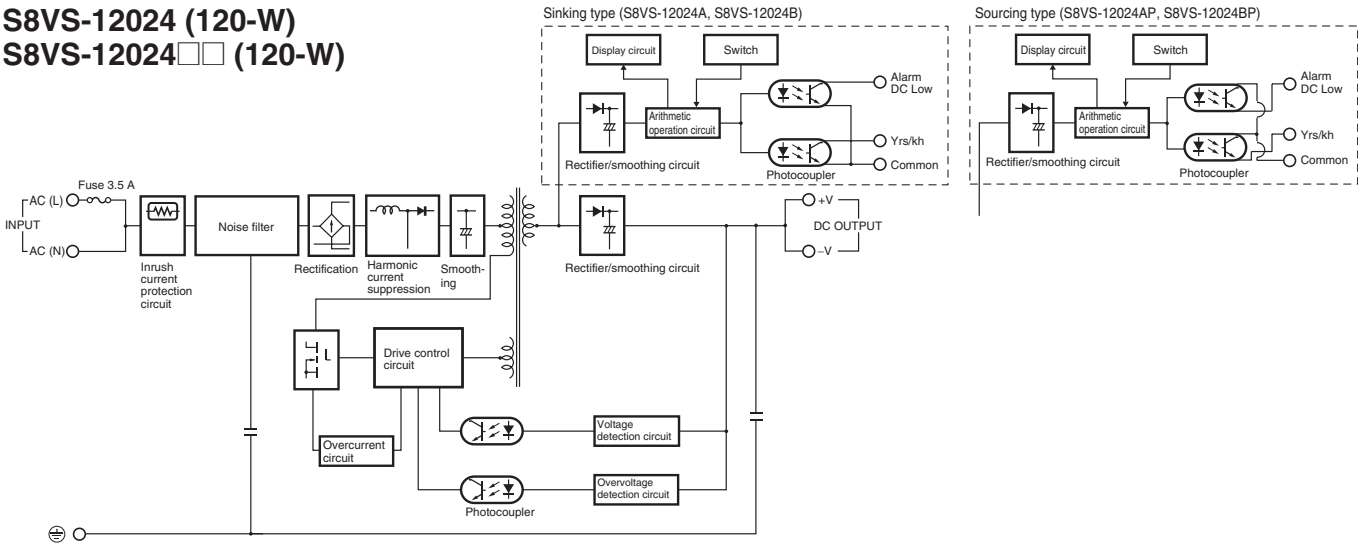 S8VS-12024 (120-W)
S8VS-12024□□ (120-W)
Sinking type (S8VS-12024A, S8VS-12024B)
Display circuit
Switch
Arithmetic
operation circuit
Rectifier/smoothing circuit
Photocoupler
Alarm
DC Low
Yrs/kh
Common
Sourcing type (S8VS-12024AP, S8VS-12024BP)
Display circuit
Switch
Arithmetic
operation circuit
Rectifier/smoothing circuit
Photocoupler
Alarm
DC Low
Yrs/kh
Common
Fuse 3.5 A
AC (L)
INPUT
AC (N)
Inrush
current
protection
circuit
Noise filter
Rectification
Harmonic
current
suppression
Smooth-
ing
Rectifier/smoothing circuit
+V
DC OUTPUT
−V
Drive control
circuit
Overcurrent
circuit
Voltage
detection circuit
Overvoltage
detection circuit
Photocoupler